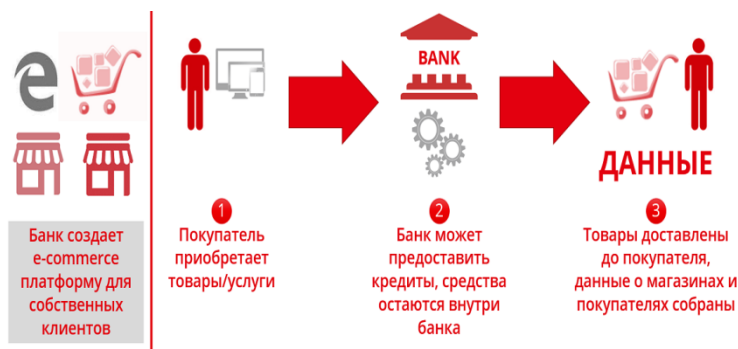 Банк создает
e-commerce
платформу для
собственных
клиентов
1
Покупатель
приобретает
товары/услуги
BANK
2
Банк может
предоставить
кредиты, средства
остаются внутри
банка
ДАННЫЕ
3
Товары доставлены
до покупателя,
данные о магазинах и
покупателях собраны